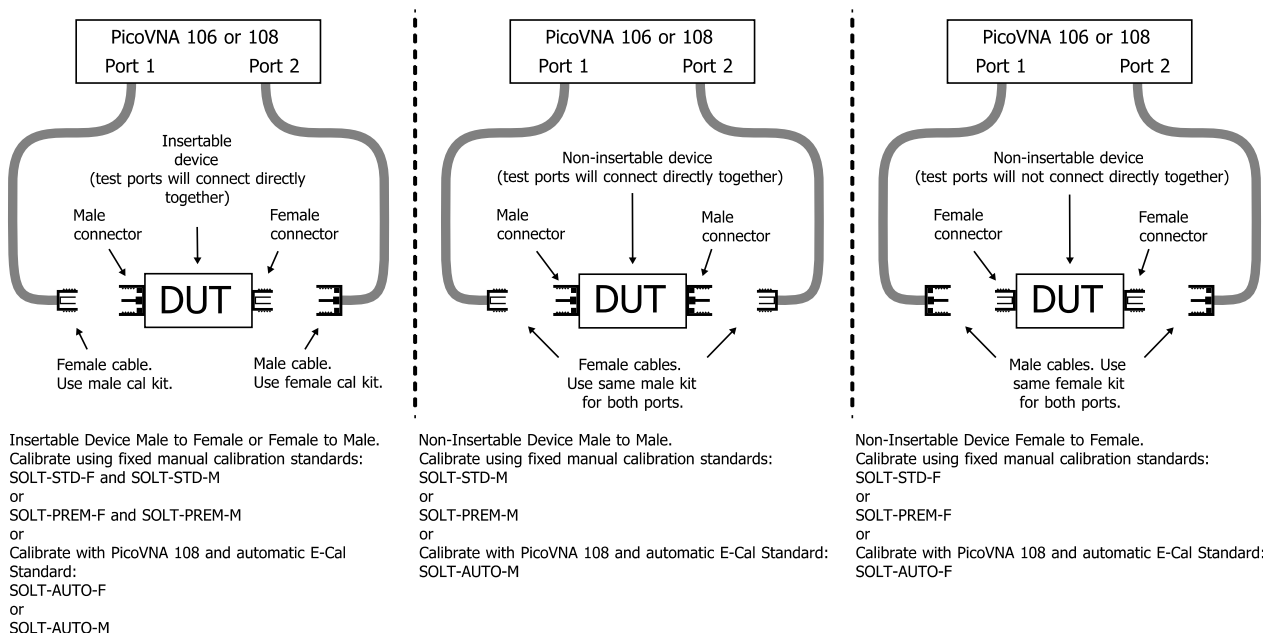 PicoVNA 106 or 108
Port 1
Port 2
Insertable
device
(test ports will connect directly
together)
Male
connector
Female
connector
DUT
Female cable.
Use male cal kit.
Male cable.
Use female cal kit.
Insertable Device Male to Female or Female to Male.
Calibrate using fixed manual calibration standards:
SOLT-STD-F and SOLT-STD-M
or
SOLT-PREM-F and SOLT-PREM-M
or
Calibrate with PicoVNA 108 and automatic E-Cal
Standard:
SOLT-AUTO-F
or
SOLT-AUTO-M
PicoVNA 106 or 108
Port 1
Port 2
Non-insertable device
(test ports will connect directly together)
Male
connector
Male
connector
DUT
Female cables.
Use same male kit
for both ports.
Non-Insertable Device Male to Male.
Calibrate using fixed manual calibration standards:
SOLT-STD-M
or
SOLT-PREM-M
or
Calibrate with PicoVNA 108 and automatic E-Cal Standard:
SOLT-AUTO-M
PicoVNA 106 or 108
Port 1
Port 2
Non-insertable device
(test ports will not connect directly together)
Female
connector
Female
connector
DUT
Male cables. Use
same female kit
for both ports.
Non-Insertable Device Female to Female.
Calibrate using fixed manual calibration standards:
SOLT-STD-F
or
SOLT-PREM-F
or
Calibrate with PicoVNA 108 and automatic E-Cal Standard:
SOLT-AUTO-F